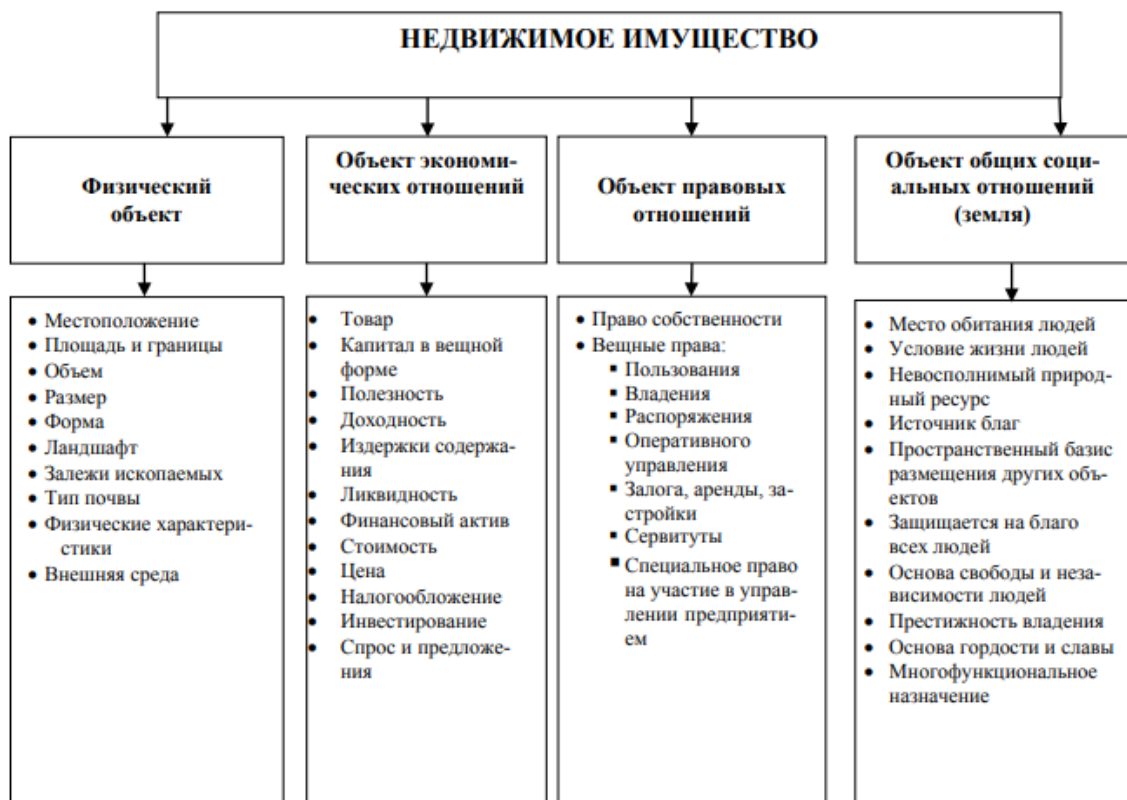 НЕДВИЖИМОЕ ИМУЩЕСТВО
Физический
объект
Объект экономи-
ческих отношений
Объект правовых
отношений
Объект общих соци-
альных отношений
(земля)
• Местоположение
• Площадь и границы
• Объем
• Размер
• Форма
• Ландшафт
• Залежи ископаемых
• Тип почвы
• Физические характери-
стики
• Внешняя среда
• Товар
• Капитал в вещной
форме
• Полезность
• Доходность
• Издержки содержа-
ния
• Ликвидность
• Финансовый актив
• Стоимость
• Цена
• Налогообложение
• Инвестирование
• Спрос и предложе-
ния
• Право собственности
• Вещные права:
▪ Пользования
▪ Владения
▪ Распоряжения
▪ Оперативного
управления
▪ Залога, аренды, за-
стройки
▪ Сервитуты
▪ Специальное право
на участие в управ-
лении предприяти-
ем
• Место обитания людей
• Условие жизни людей
• Невосполнимый природ-
ный ресурс
• Источник благ
• Пространственный базис
размещения других объ-
ектов
• Защищается на благо
всех людей
• Основа свободы и неза-
висимости людей
• Престижность владения
• Основа гордости и славы
• Многофункциональное
назначение